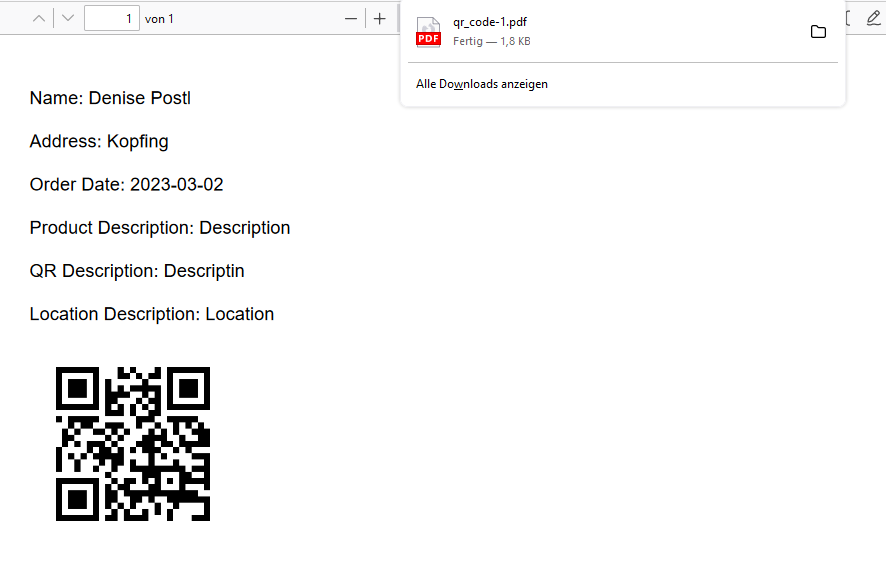 1 von 1
qr_code-1.pdf
PDF
Fertig — 1,8 KB
Alle Downloads anzeigen
Name: Denise Postl
Address: Kopfing
Order Date: 2023-03-02
Product Description: Description
QR Description: Descriptin
Location Description: Location